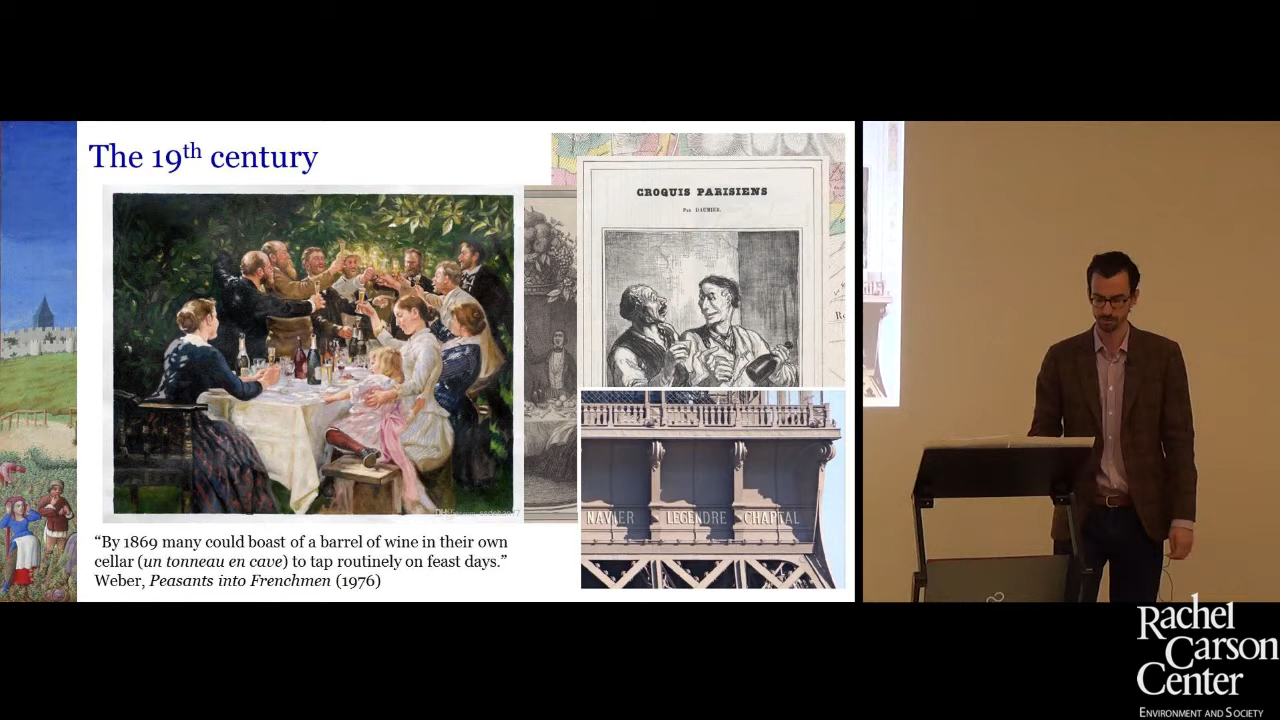 The 19th century
CROQUIS PARISIENS
PAR DAUMIER.
NAVIER LEGENDRE CHAPTAL
“By 1869 many could boast of a barrel of wine in their own
cellar (un tonneau en cave) to tap routinely on feast days.”
Weber, Peasants into Frenchmen (1976)
Rachel
Carson
Center
ENVIRONMENT AND SOCIETY